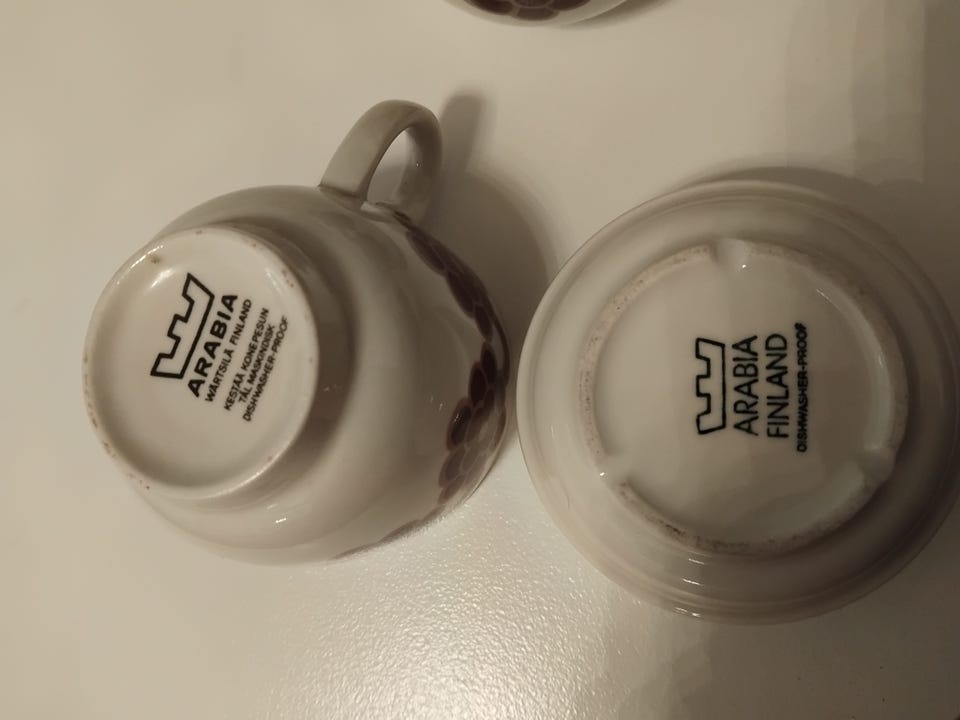 ARABIA
WÄRTSILÄ FINLAND
KESTÄÄ KONEPESUN
TÅL MASKINDISK
DISHWASHER-PROOF
ARABIA
FINLAND
DISHWASHER-PROOF